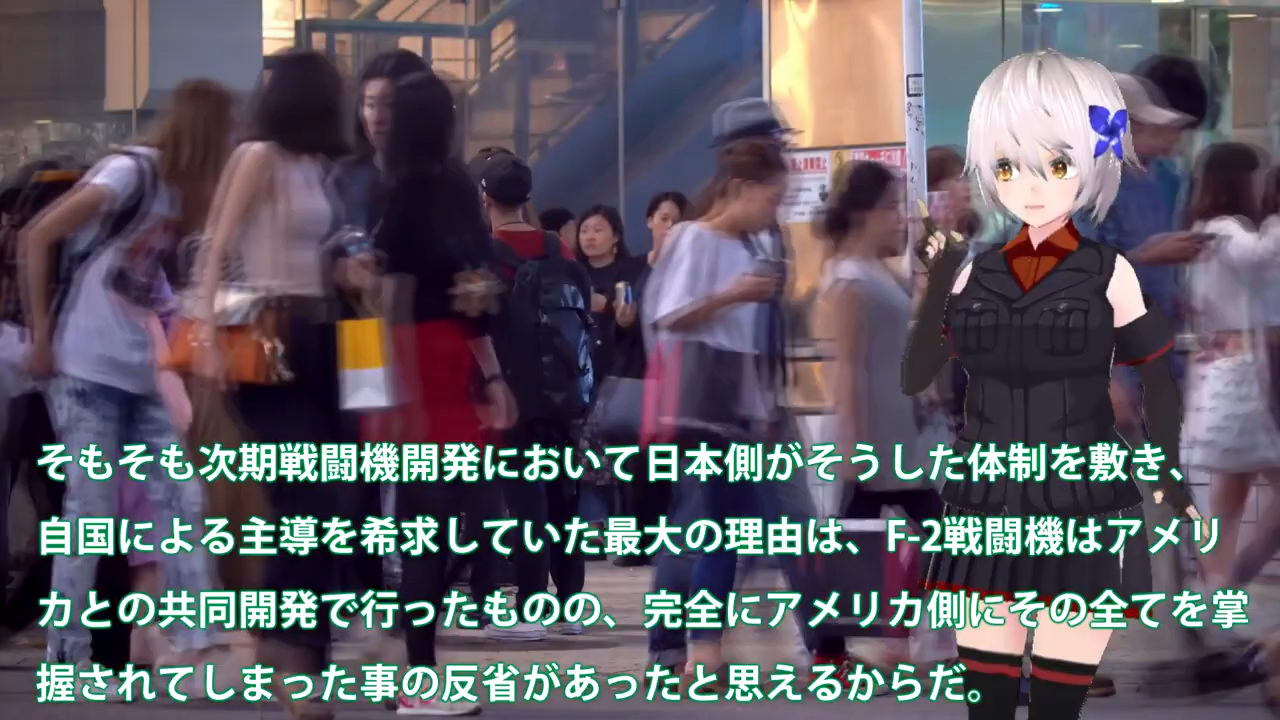 そもそも次期戦闘機開発において日本側がそうした体制を敷き、
自国による主導を希求していた最大の理由は、F-2戦闘機はアメリ
カとの共同開発で行ったものの、完全にアメリカ側にその全てを掌
握されてしまった事の反省があったと思えるからだ。